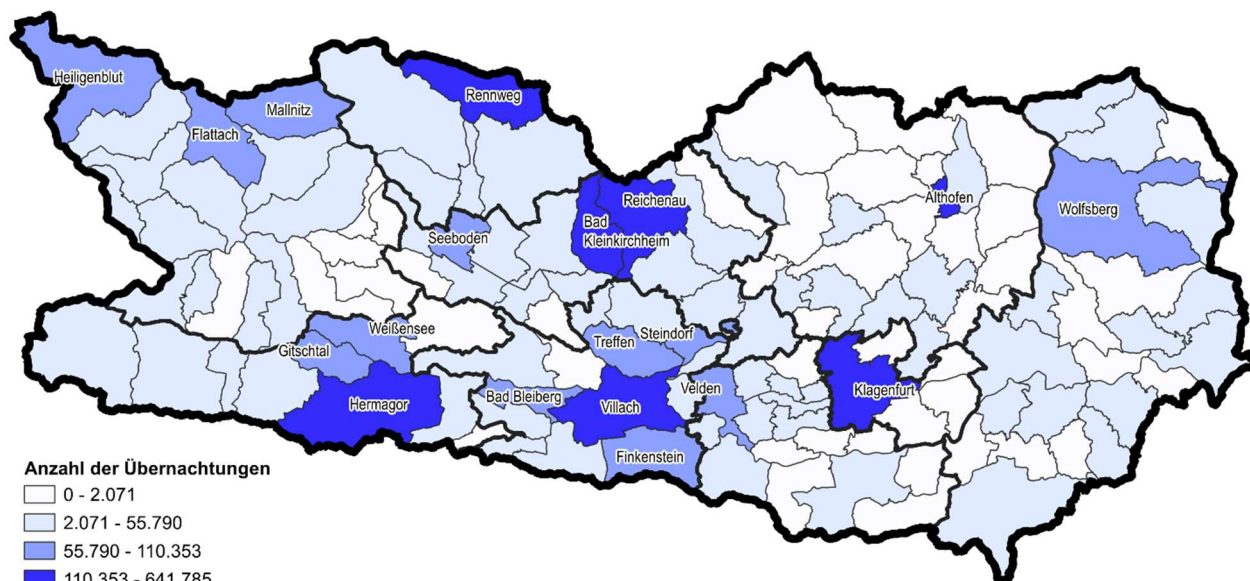 Heiligenblut
Rennweg
Mallnitz
Flattach
Reichenau
Althofen
Wolfsberg
Bad
Kleinkirchheim
Seeboden
Weißensee
Steindorf
Treffen
Gitschtal
Velden
Klagenfurt
Bad Bleiberg
Hermagor
Villach
Finkenstein
Anzahl der Übernachtungen
0 - 2.071
2.071 - 55.790
55.790 - 110.353
110.353 - 641.785